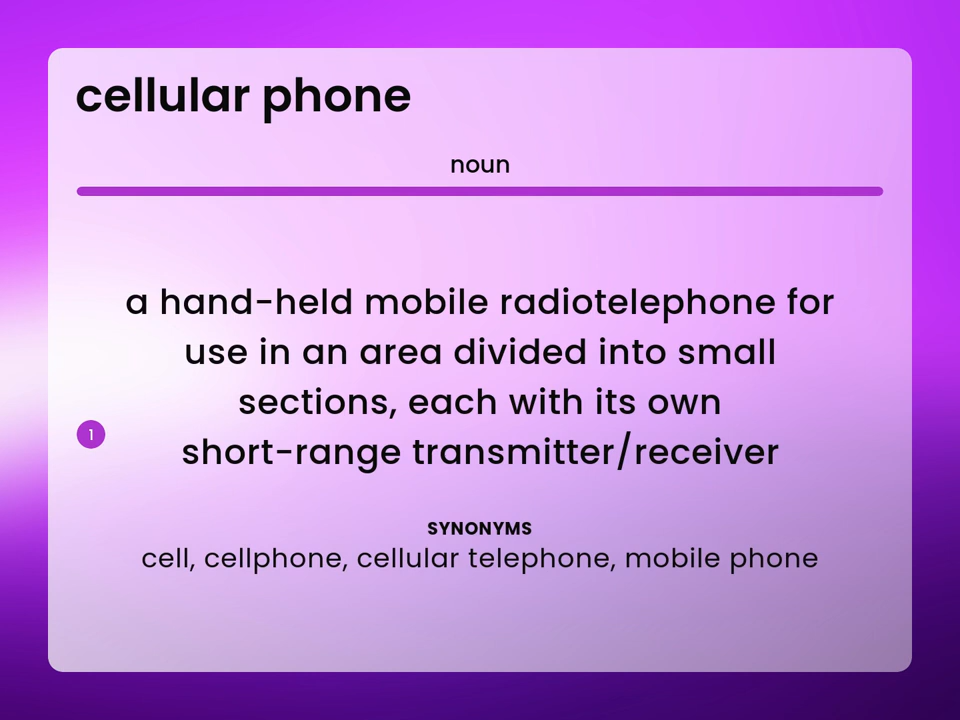 cellular phone
noun
a hand-held mobile radiotelephone for
use in an area divided into small
sections, each with its own
1
short-range transmitter/receiver
SYNONYMS
cell, cellphone, cellular telephone, mobile phone